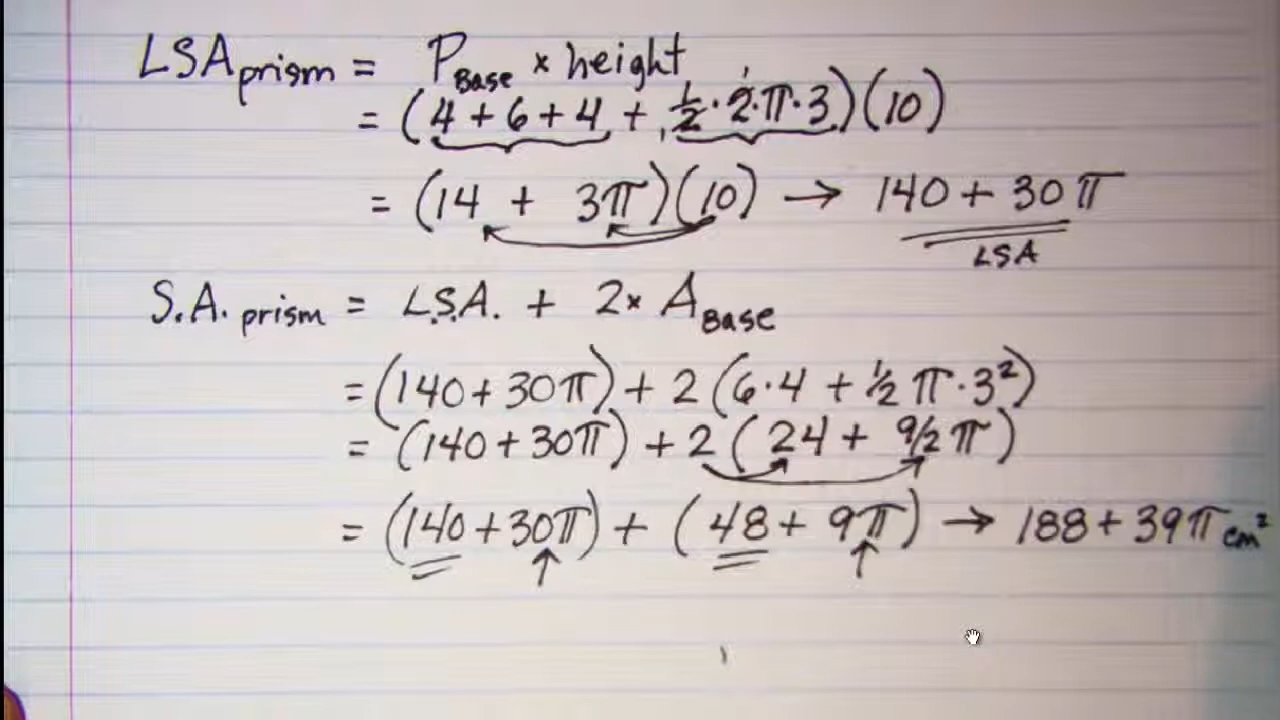 LSA prism = P Base × height
= (4 + 6 + 4 + 1/2 · 2 · π · 3)(10)
= (14 + 3π)(10) → 140 + 30π
LSA
S.A. prism = L.S.A. + 2× A Base
= (140 + 30π) + 2 (6·4 + 1/2 π·3²)
= (140 + 30π) + 2 (24 + 9/2 π)
= (140 + 30π) + (48 + 9π) → 188 + 39π cm²